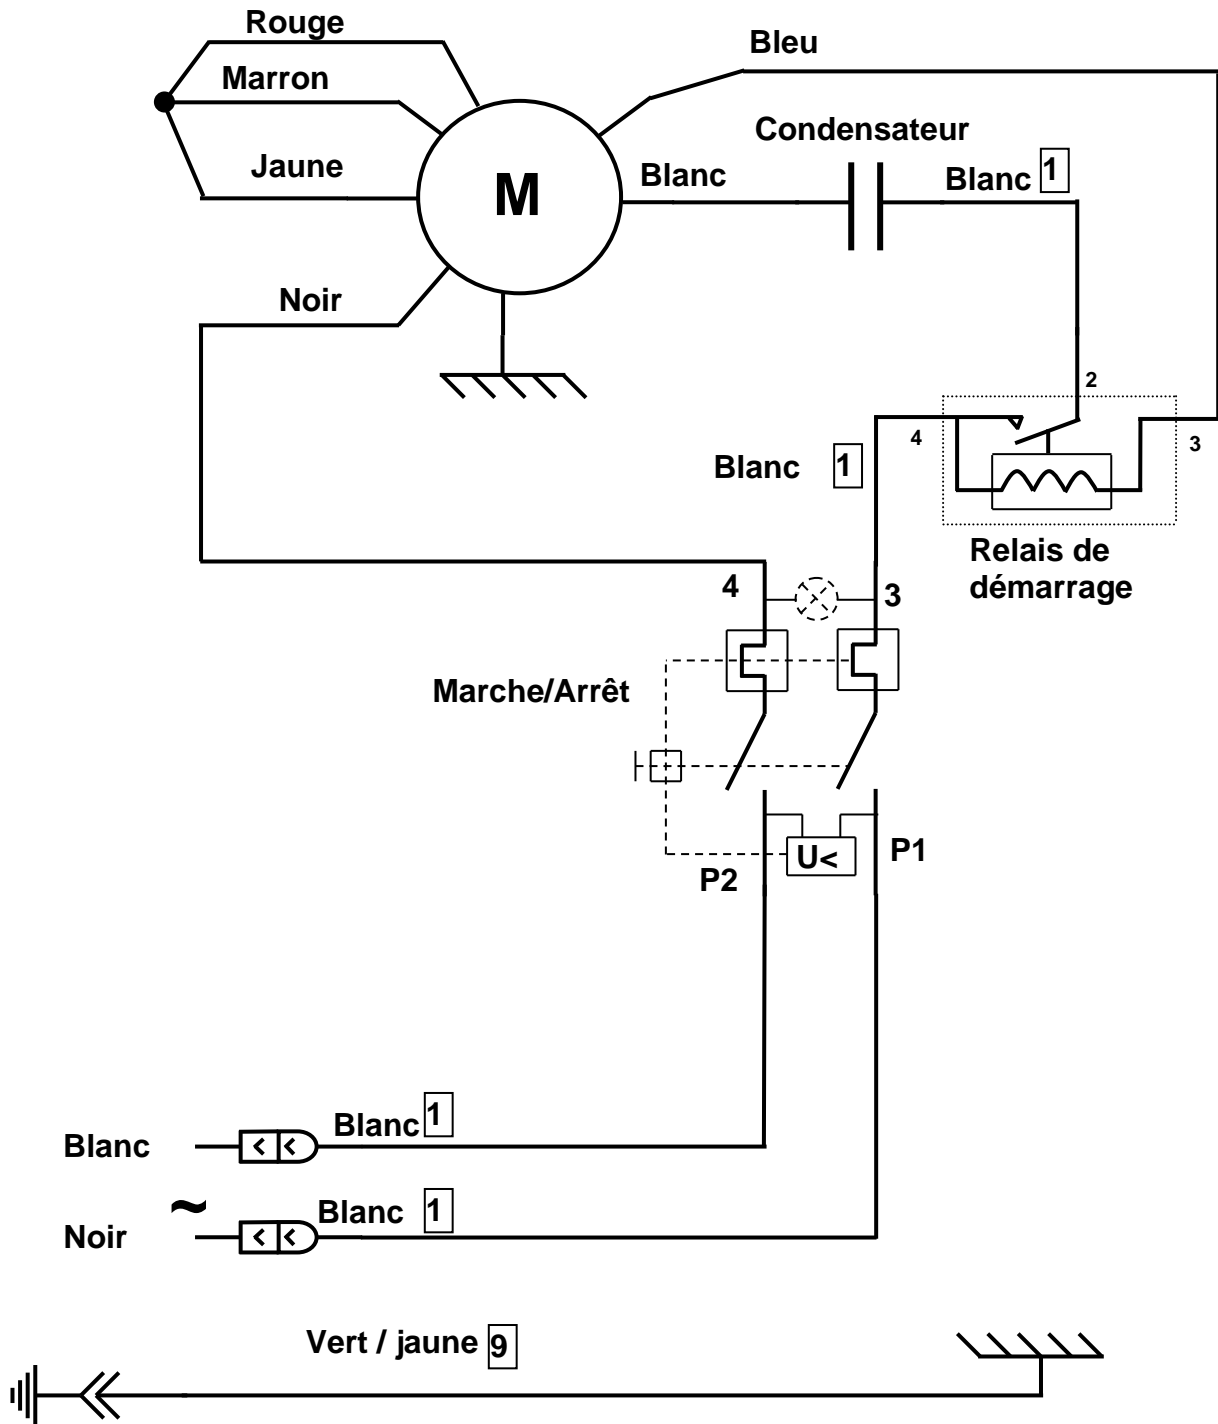 Rouge
Bleu
Marron
Condensateur
Jaune
M
Blanc
Blanc 1
Noir
2
4
3
Blanc 1
Relais de
démarrage
4
3
Marche/Arrêt
U<
P1
P2
Blanc
Blanc 1
~
Noir
Blanc 1
Vert / jaune 9